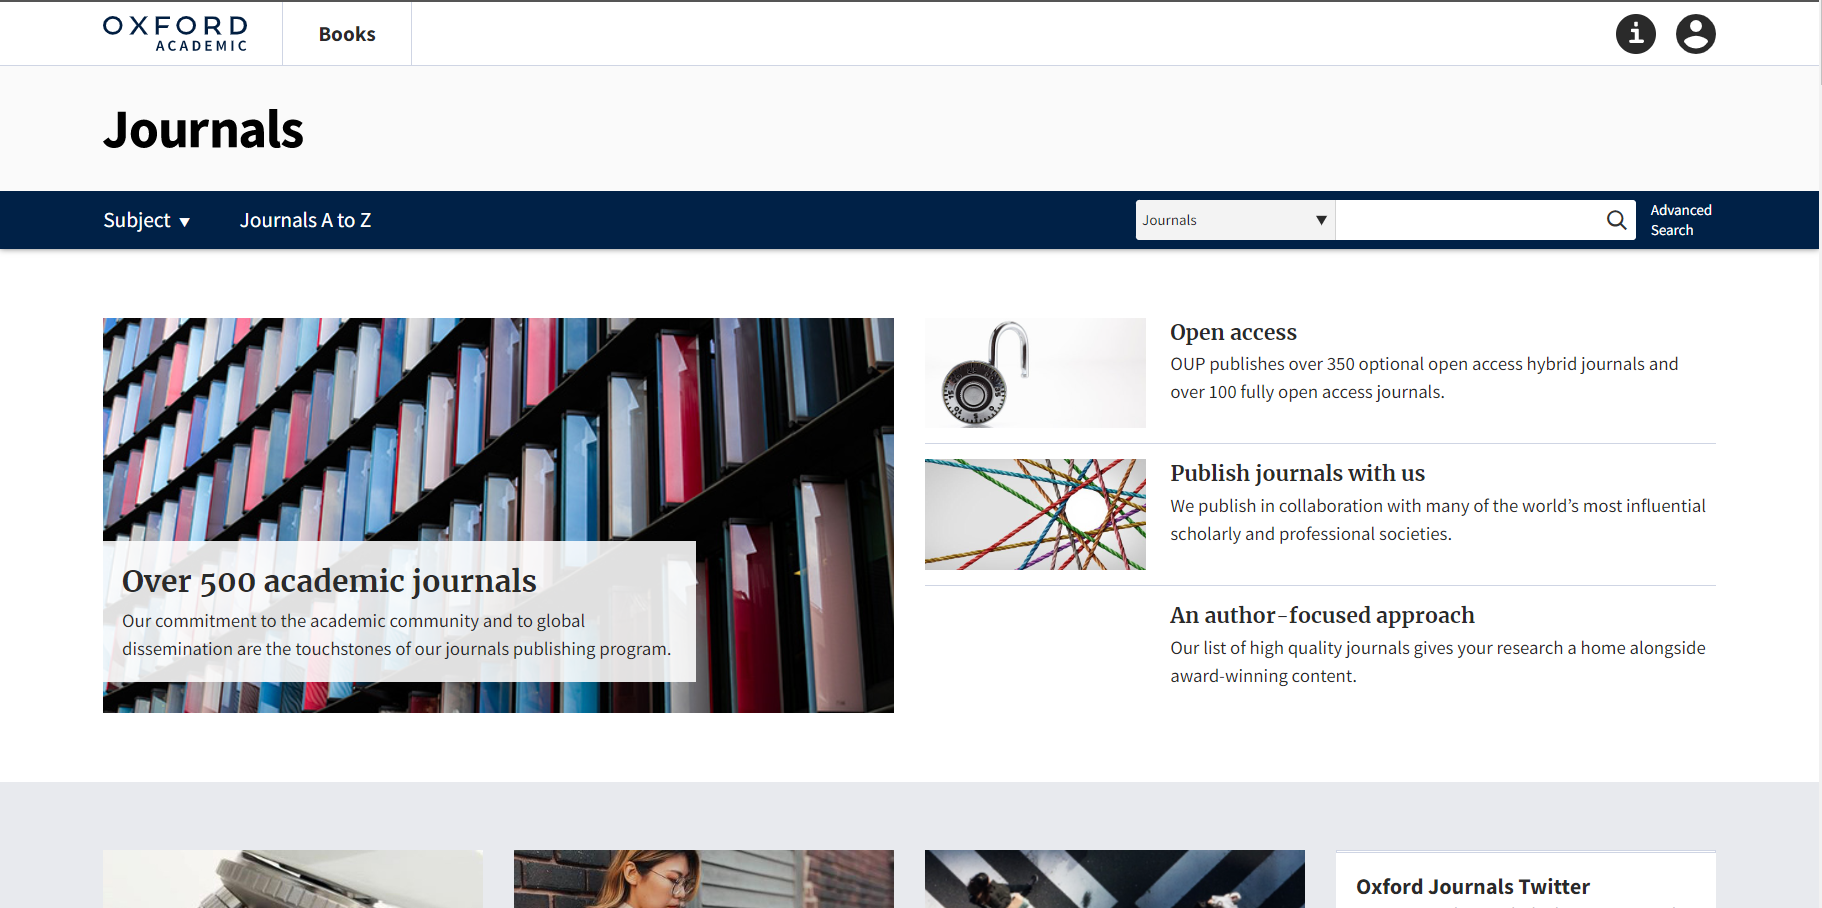 OXFORD
ACADEMIC
Books
Journals
Subject
Journals A to Z
Journals
Advanced
Search
Over 500 academic journals
Our commitment to the academic community and to global
dissemination are the touchstones of our journals publishing program.
Open access
OUP publishes over 350 optional open access hybrid journals and
over 100 fully open access journals.
Publish journals with us
We publish in collaboration with many of the world’s most influential
scholarly and professional societies.
An author-focused approach
Our list of high quality journals gives your research a home alongside
award-winning content.
Oxford Journals Twitter